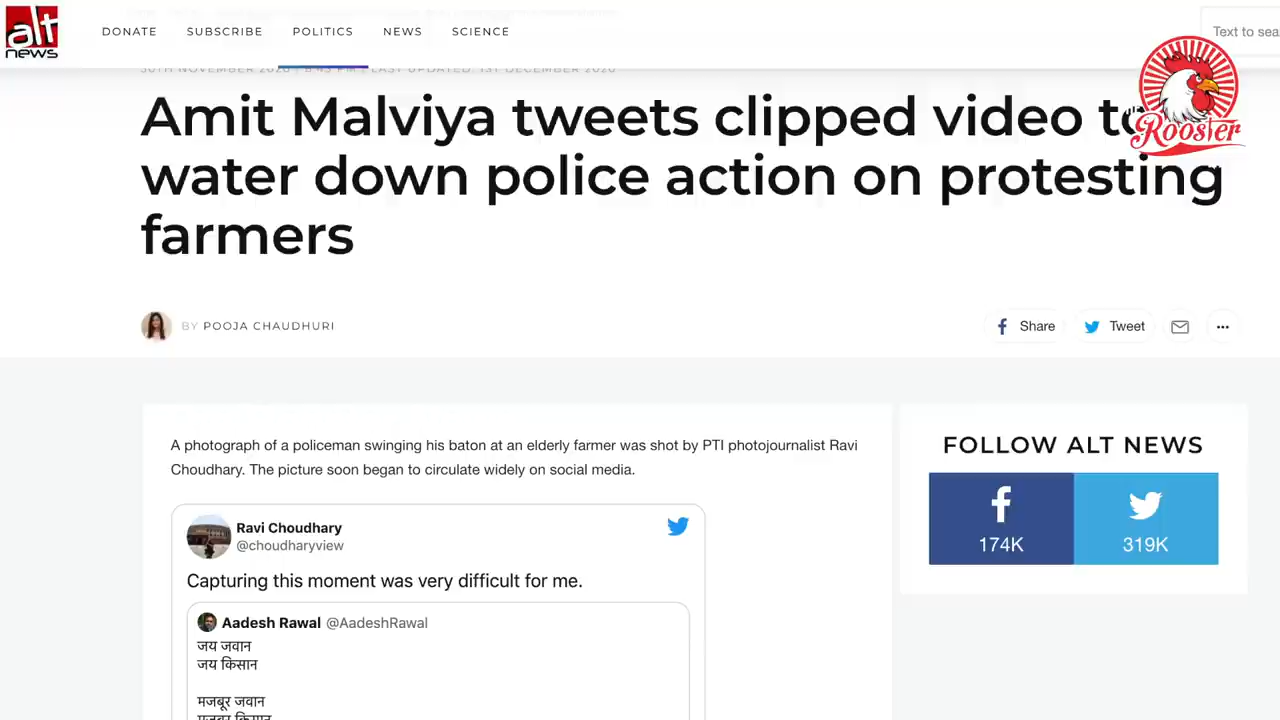 alt
news
DONATE SUBSCRIBE POLITICS NEWS SCIENCE
Text to sea
30TH NOVEMBER 2020 | 8:43 PM | LAST UPDATED: 1ST DECEMBER 2020
Rooster
Amit Malviya tweets clipped video to
water down police action on protesting
farmers
BY POOJA CHAUDHURI
Share Tweet
A photograph of a policeman swinging his baton at an elderly farmer was shot by PTI photojournalist Ravi
Choudhary. The picture soon began to circulate widely on social media.
FOLLOW ALT NEWS
174K 319K
Ravi Choudhary
@choudharyview
Capturing this moment was very difficult for me.
Aadesh Rawal @AadeshRawal
जय जवान
जय किसान
मजबूर जवान
मजबूर किसान